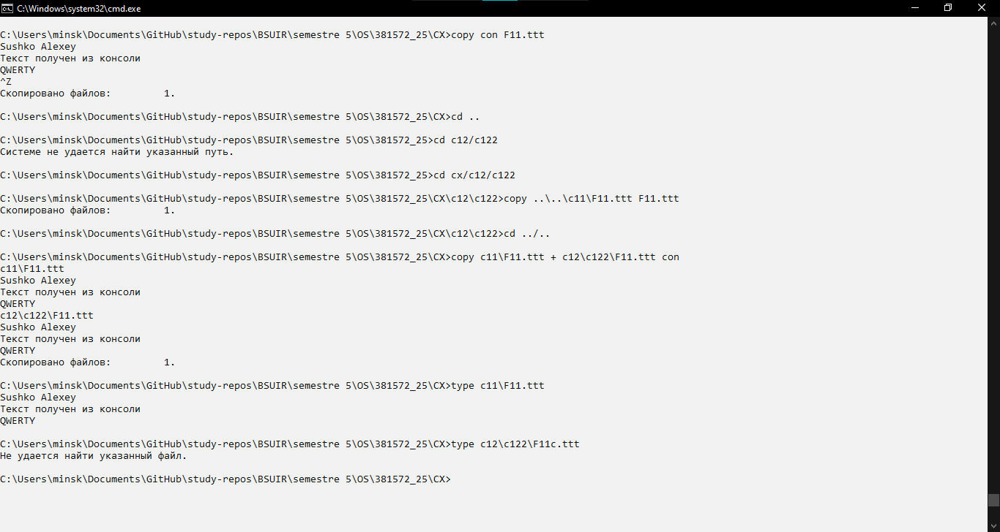 C:\Windows\system32\cmd.exe
C:\Users\minsk\Documents\GitHub\study-repos\BSUIR\semestre 5\OS\381572_25\CX>copy con F11.ttt
Sushko Alexey
Текст получен из консоли
QWERTY
^Z
Скопировано файлов:         1.
C:\Users\minsk\Documents\GitHub\study-repos\BSUIR\semestre 5\OS\381572_25\CX>cd ..
C:\Users\minsk\Documents\GitHub\study-repos\BSUIR\semestre 5\OS\381572_25>cd c12/c122
Системе не удается найти указанный путь.
C:\Users\minsk\Documents\GitHub\study-repos\BSUIR\semestre 5\OS\381572_25>cd cx/c12/c122
C:\Users\minsk\Documents\GitHub\study-repos\BSUIR\semestre 5\OS\381572_25\CX\c12\c122>copy ..\..\c11\F11.ttt F11.ttt
Скопировано файлов:         1.
C:\Users\minsk\Documents\GitHub\study-repos\BSUIR\semestre 5\OS\381572_25\CX\c12\c122>cd ../..
C:\Users\minsk\Documents\GitHub\study-repos\BSUIR\semestre 5\OS\381572_25\CX>copy c11\F11.ttt + c12\c122\F11.ttt con
c11\F11.ttt
Sushko Alexey
Текст получен из консоли
QWERTY
c12\c122\F11.ttt
Sushko Alexey
Текст получен из консоли
QWERTY
Скопировано файлов:         1.
C:\Users\minsk\Documents\GitHub\study-repos\BSUIR\semestre 5\OS\381572_25\CX>type c11\F11.ttt
Sushko Alexey
Текст получен из консоли
QWERTY
C:\Users\minsk\Documents\GitHub\study-repos\BSUIR\semestre 5\OS\381572_25\CX>type c12\c122\F11c.ttt
Не удается найти указанный файл.
C:\Users\minsk\Documents\GitHub\study-repos\BSUIR\semestre 5\OS\381572_25\CX>